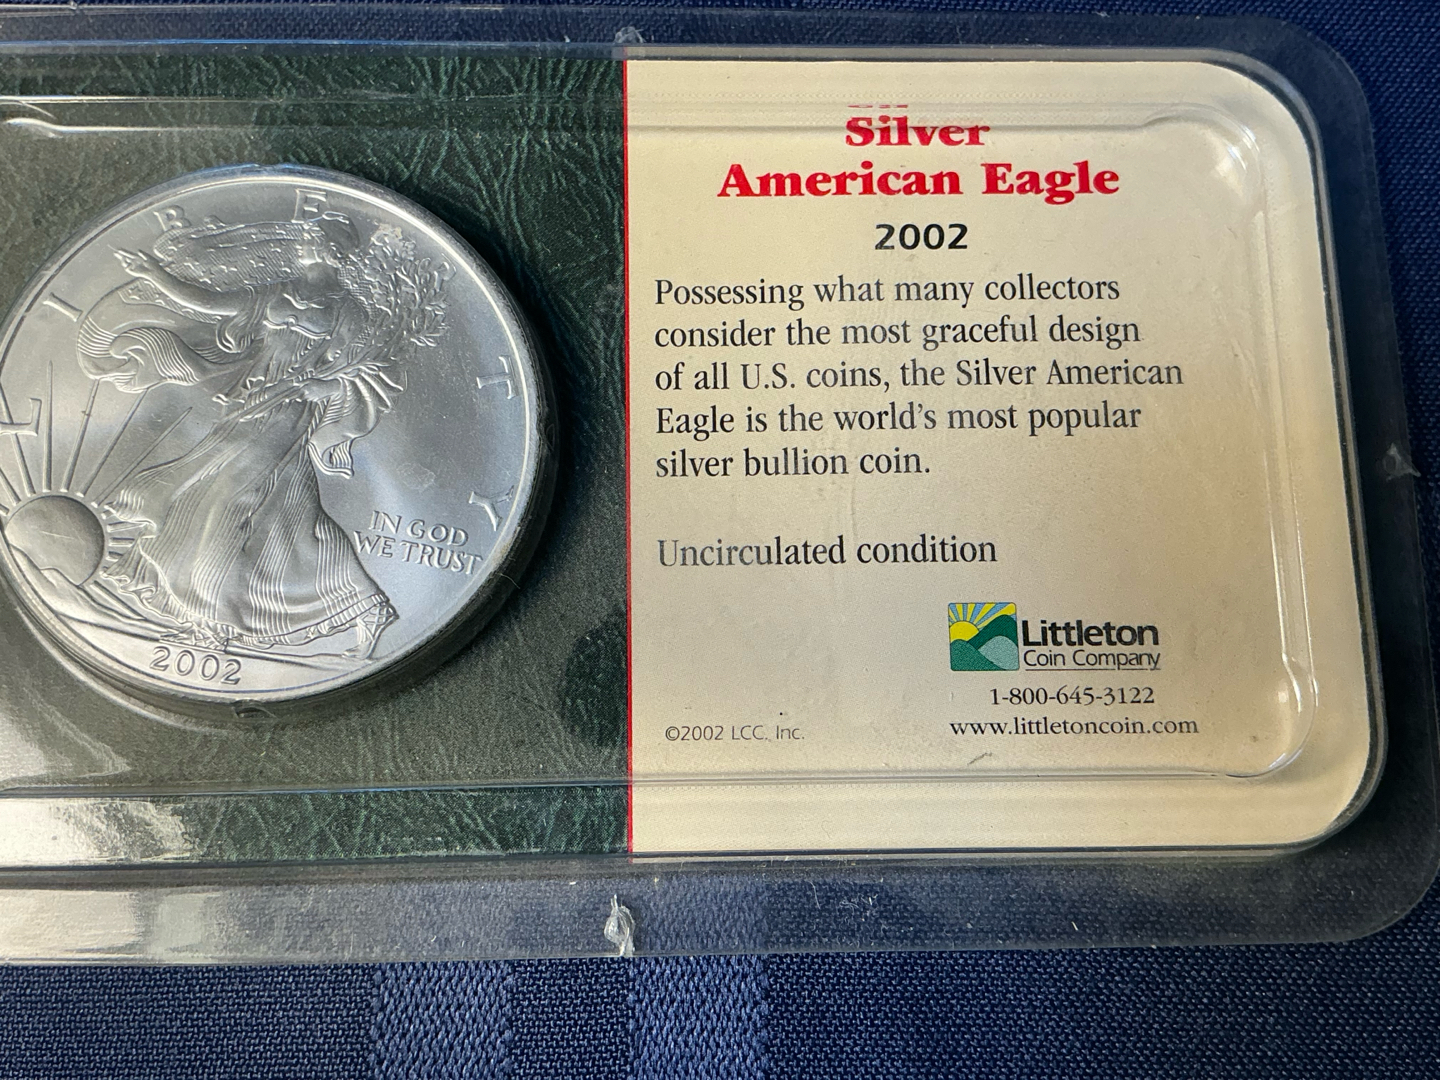 LIBERTY
IN GOD
WE TRUST
2002
Silver
American Eagle
2002
Possessing what many collectors
consider the most graceful design
of all U.S. coins, the Silver American
Eagle is the world's most popular
silver bullion coin.
Uncirculated condition
Littleton
Coin Company
1-800-645-3122
www.littletoncoin.com
©2002 LCC, Inc.